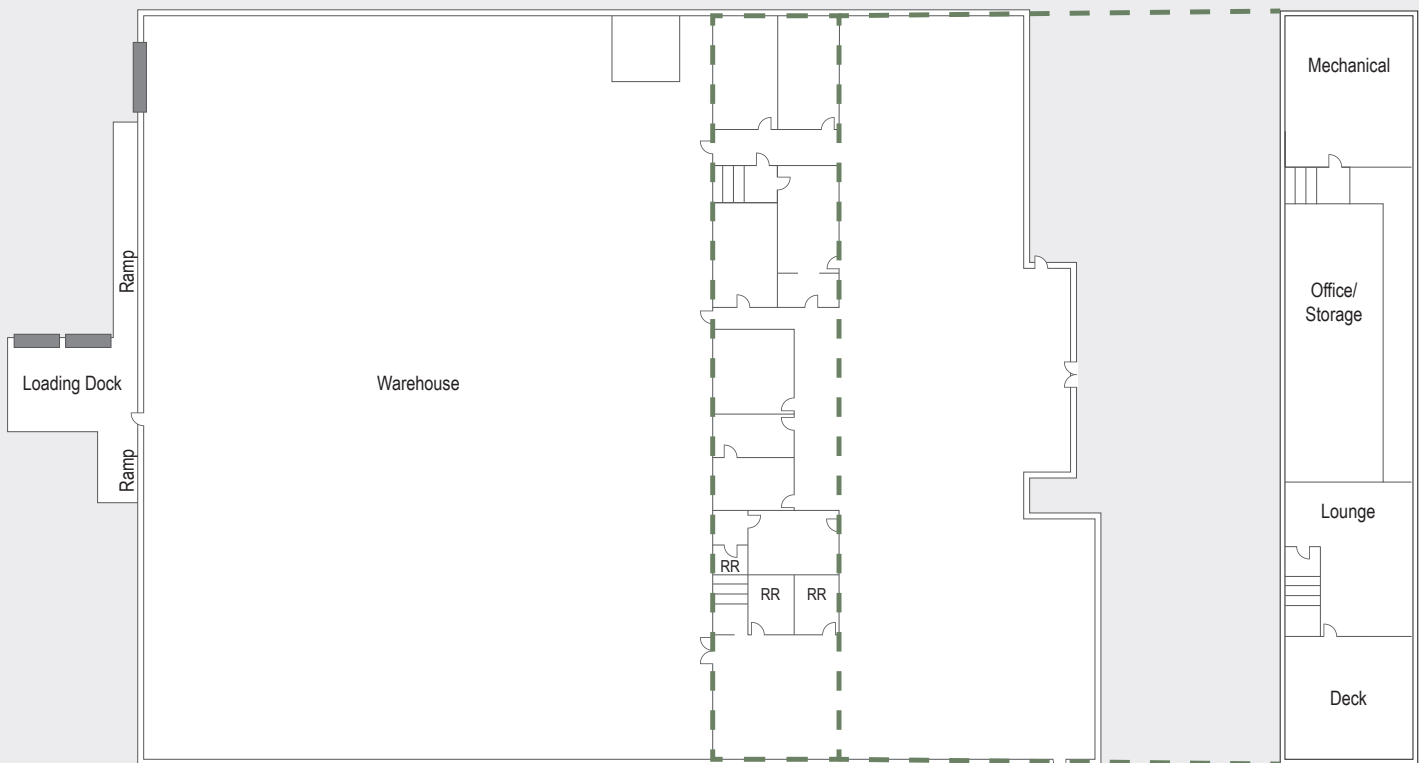 Mechanical
Ramp
Office/
Storage
Loading Dock
Warehouse
Ramp
Lounge
RR
RR
RR
Deck